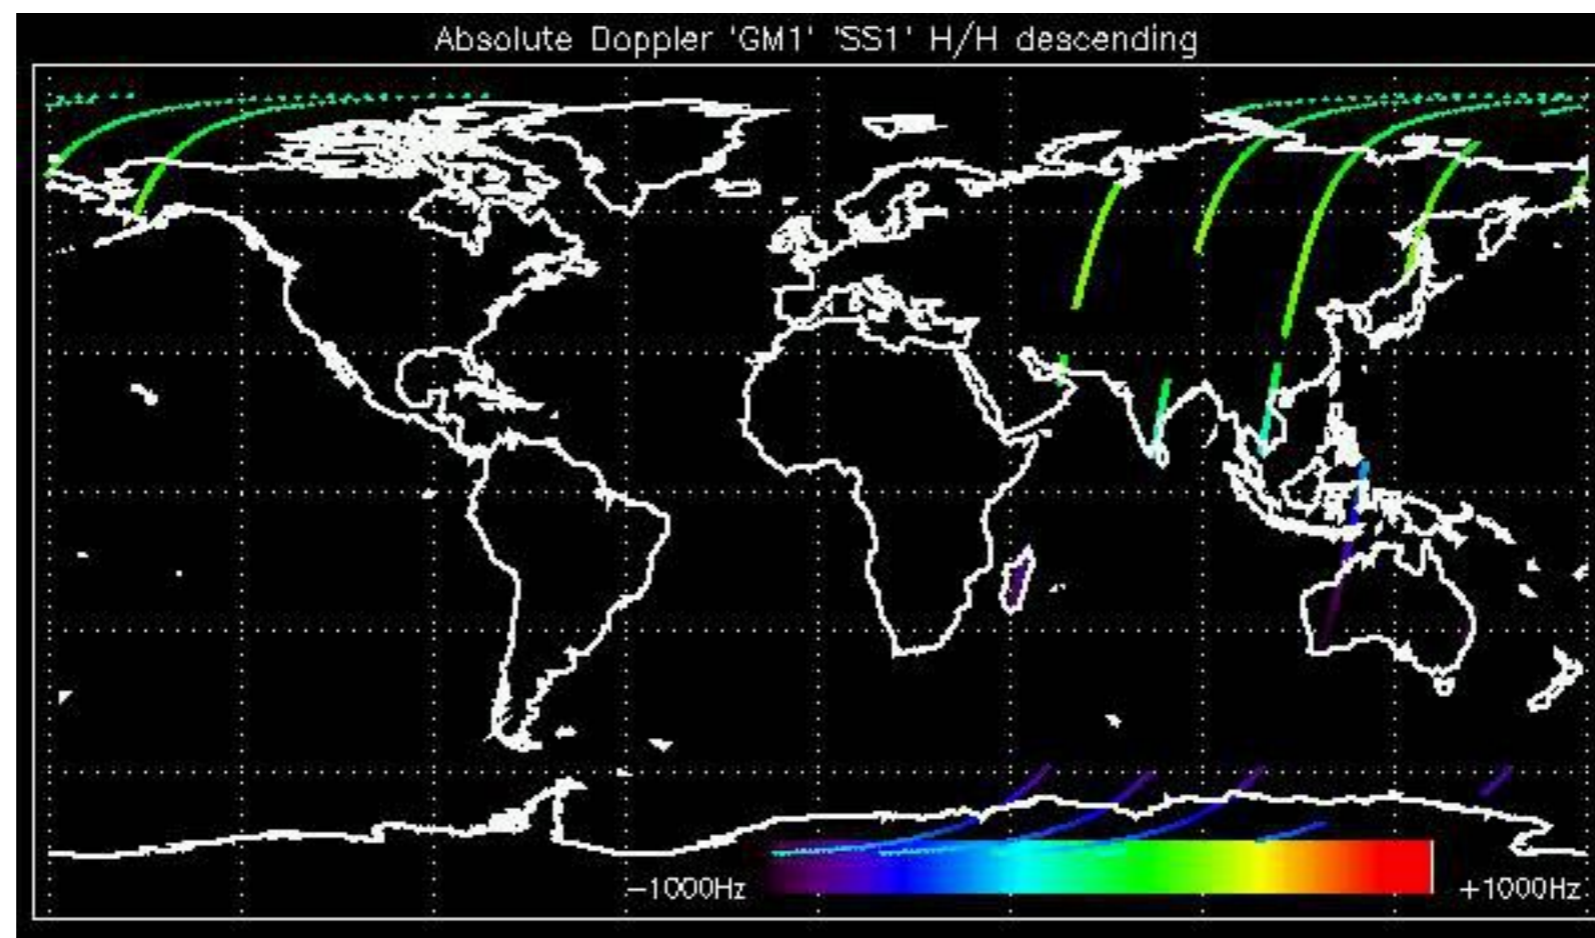 Absolute Doppler 'GM1' 'SS1' H/H descending
−1000Hz
+1000Hz